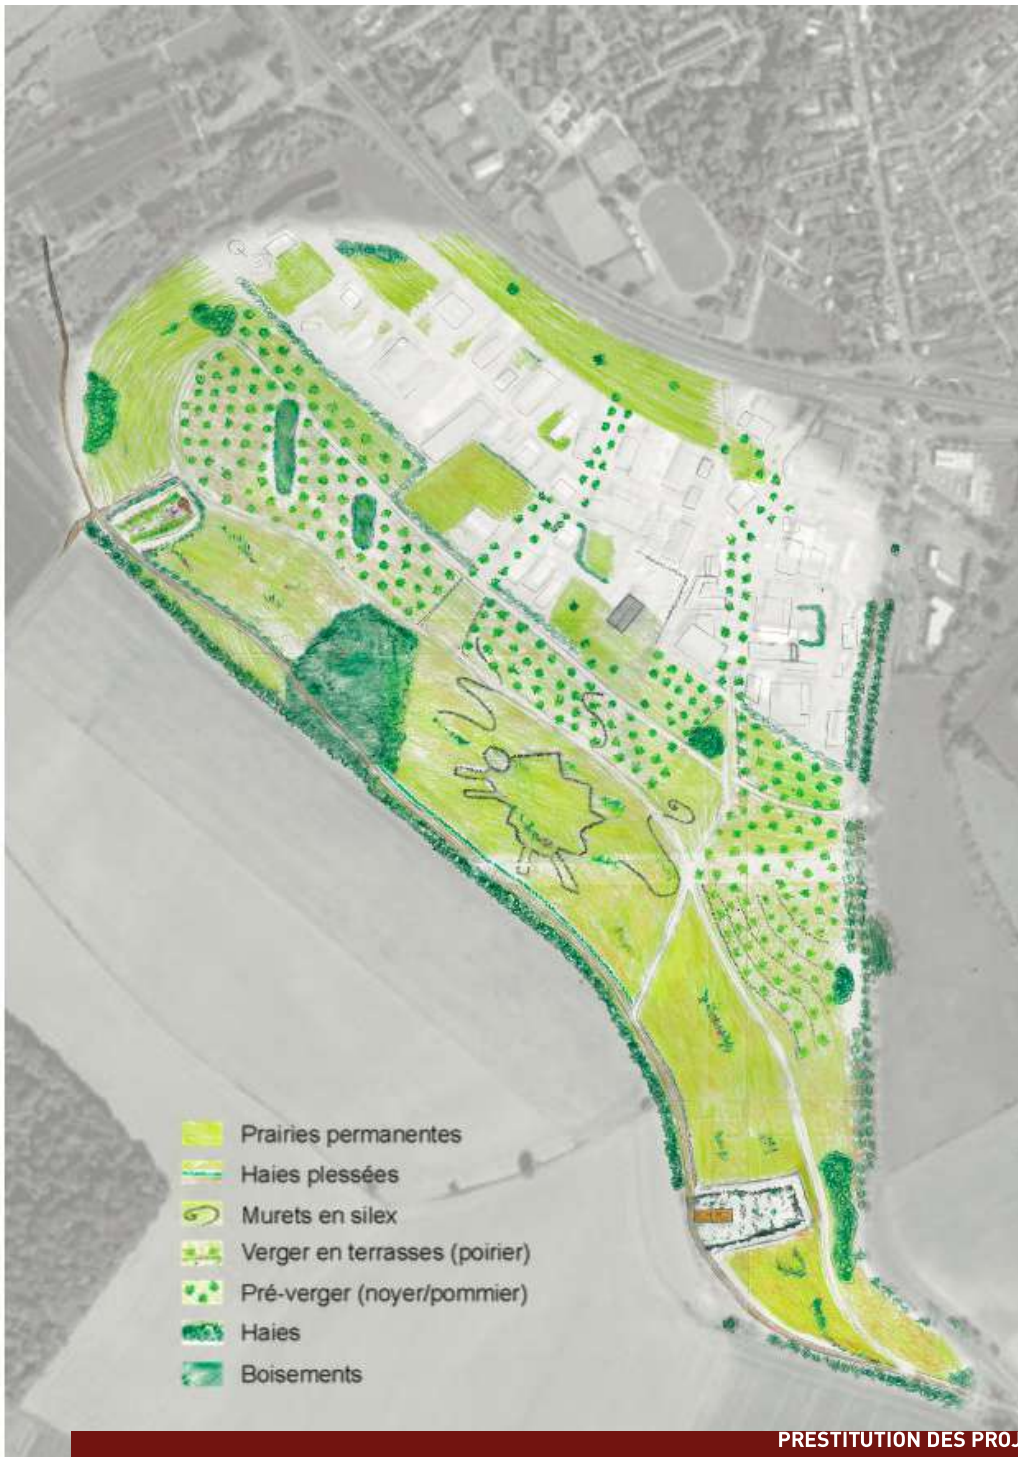 Prairies permanentes
Haies plessées
Murets en silex
Verger en terrasses (poirier)
Pré-verger (noyer/pommier)
Haies
Boisements
PRESTITUTION DES PROJ